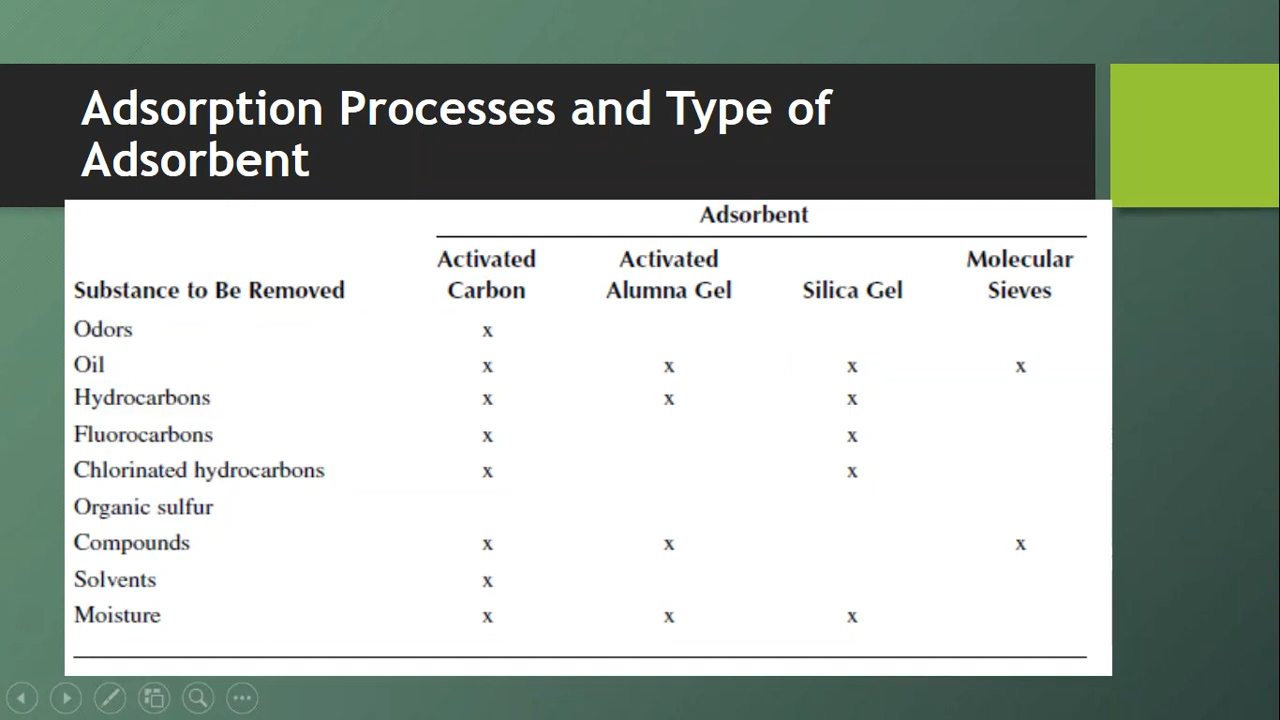 Adsorption Processes and Type of
Adsorbent
Adsorbent
Activated Activated Molecular
Substance to Be Removed Carbon Alumna Gel Silica Gel Sieves
Odors x
Oil x x x x
Hydrocarbons x x x
Fluorocarbons x x
Chlorinated hydrocarbons x x
Organic sulfur
Compounds x x x
Solvents x
Moisture x x x